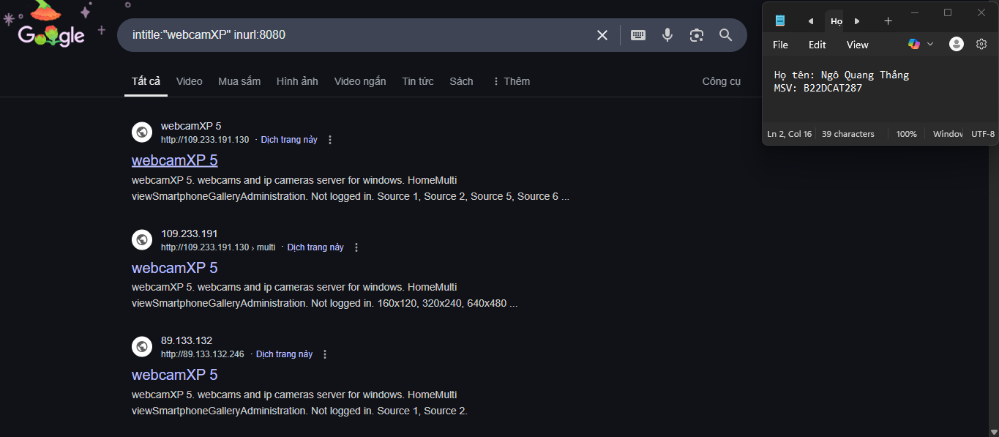 Google
intitle:"webcamXP" inurl:8080
Tất cả Video Mua sắm Hình ảnh Video ngắn Tin tức Sách Thêm Công cụ
webcamXP 5
http://109.233.191.130 · Dịch trang này
webcamXP 5
webcamXP 5. webcams and ip cameras server for windows. HomeMulti
viewSmartphoneGalleryAdministration. Not logged in. Source 1, Source 2, Source 5, Source 6 ...
109.233.191
http://109.233.191.130 › multi · Dịch trang này
webcamXP 5
webcamXP 5. webcams and ip cameras server for windows. HomeMulti
viewSmartphoneGalleryAdministration. Not logged in. 160x120, 320x240, 640x480 ...
89.133.132
http://89.133.132.246 · Dịch trang này
webcamXP 5
webcamXP 5. webcams and ip cameras server for windows. HomeMulti
viewSmartphoneGalleryAdministration. Not logged in. Source 1, Source 2.
Họ
File Edit View
Họ tên: Ngô Quang Thắng
MSV: B22DCAT287
Ln 2, Col 16 39 characters 100% Window UTF-8